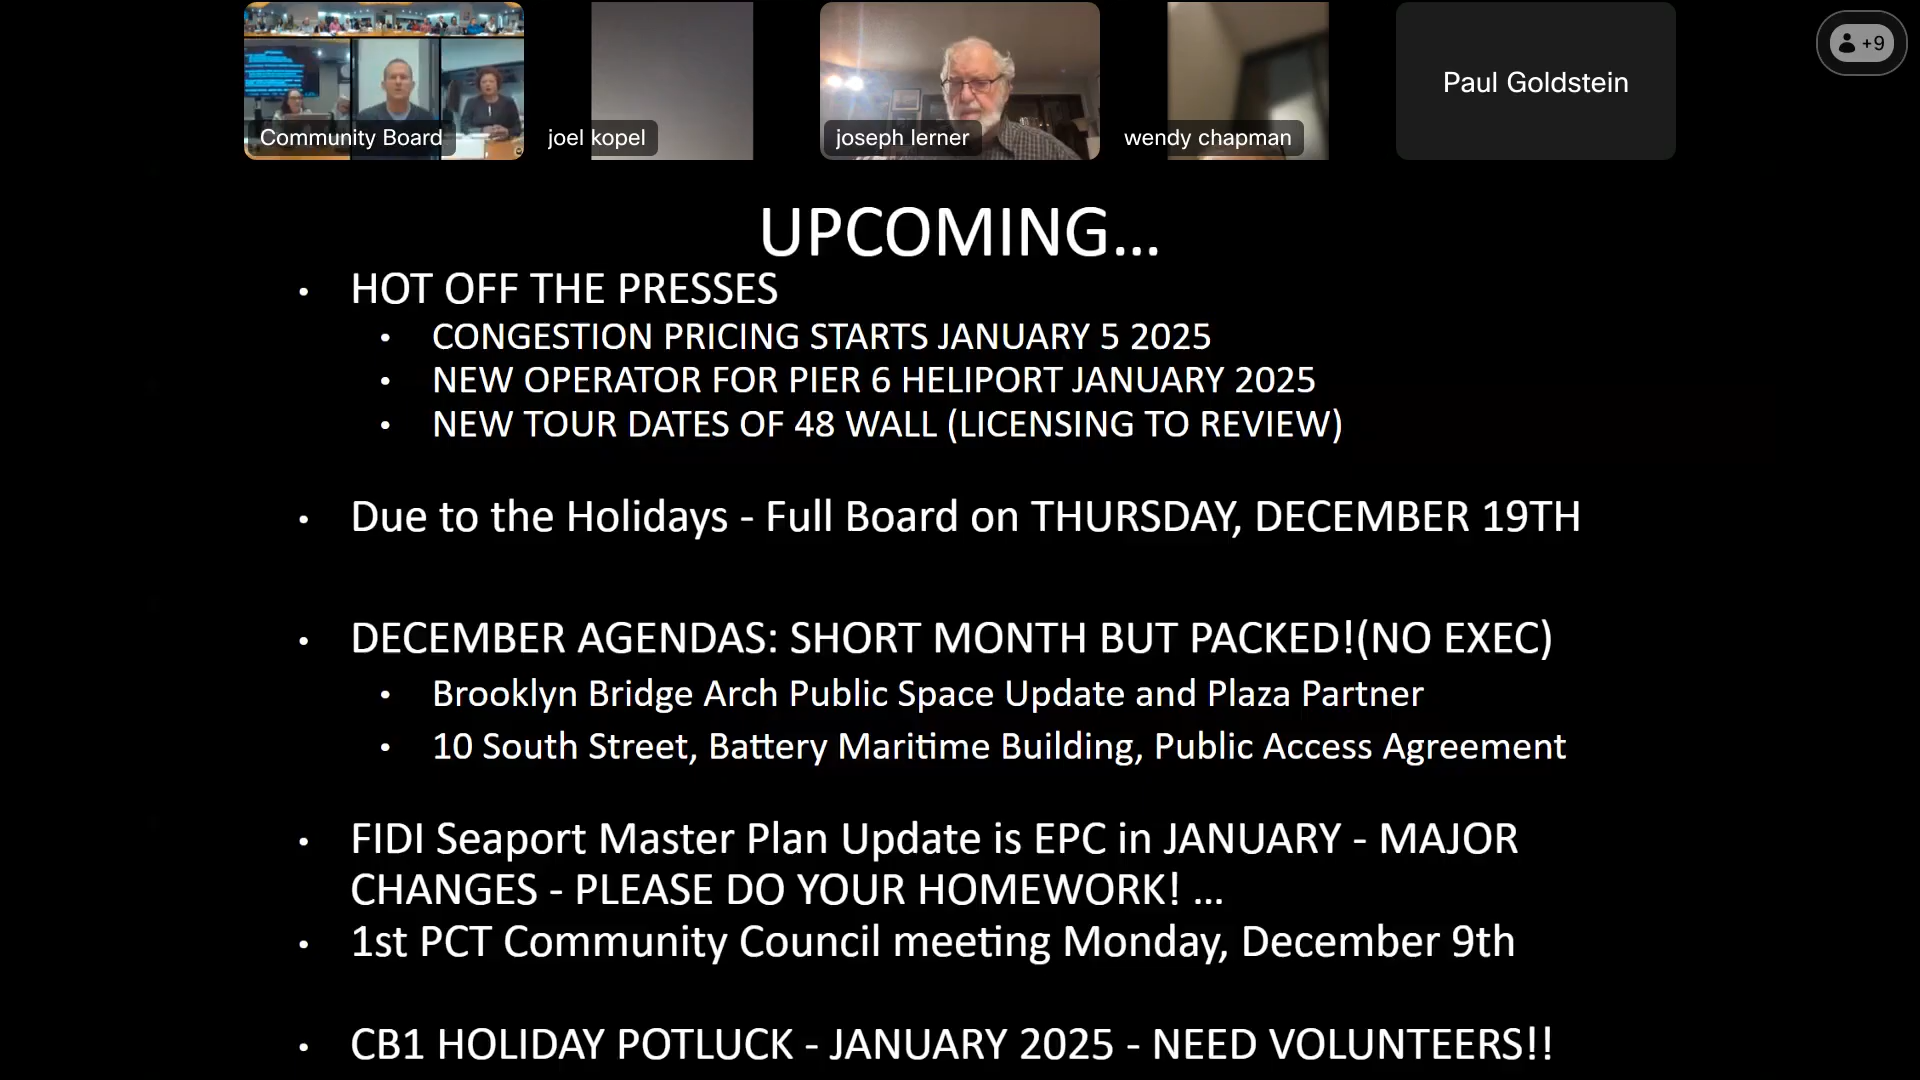 Community Board
joel kopel
joseph lerner
wendy chapman
Paul Goldstein
+9
UPCOMING...
• HOT OFF THE PRESSES
• CONGESTION PRICING STARTS JANUARY 5 2025
• NEW OPERATOR FOR PIER 6 HELIPORT JANUARY 2025
• NEW TOUR DATES OF 48 WALL (LICENSING TO REVIEW)
• Due to the Holidays - Full Board on THURSDAY, DECEMBER 19TH
• DECEMBER AGENDAS: SHORT MONTH BUT PACKED!(NO EXEC)
• Brooklyn Bridge Arch Public Space Update and Plaza Partner
• 10 South Street, Battery Maritime Building, Public Access Agreement
• FIDI Seaport Master Plan Update is EPC in JANUARY - MAJOR
CHANGES - PLEASE DO YOUR HOMEWORK! ...
• 1st PCT Community Council meeting Monday, December 9th
• CB1 HOLIDAY POTLUCK - JANUARY 2025 - NEED VOLUNTEERS!!